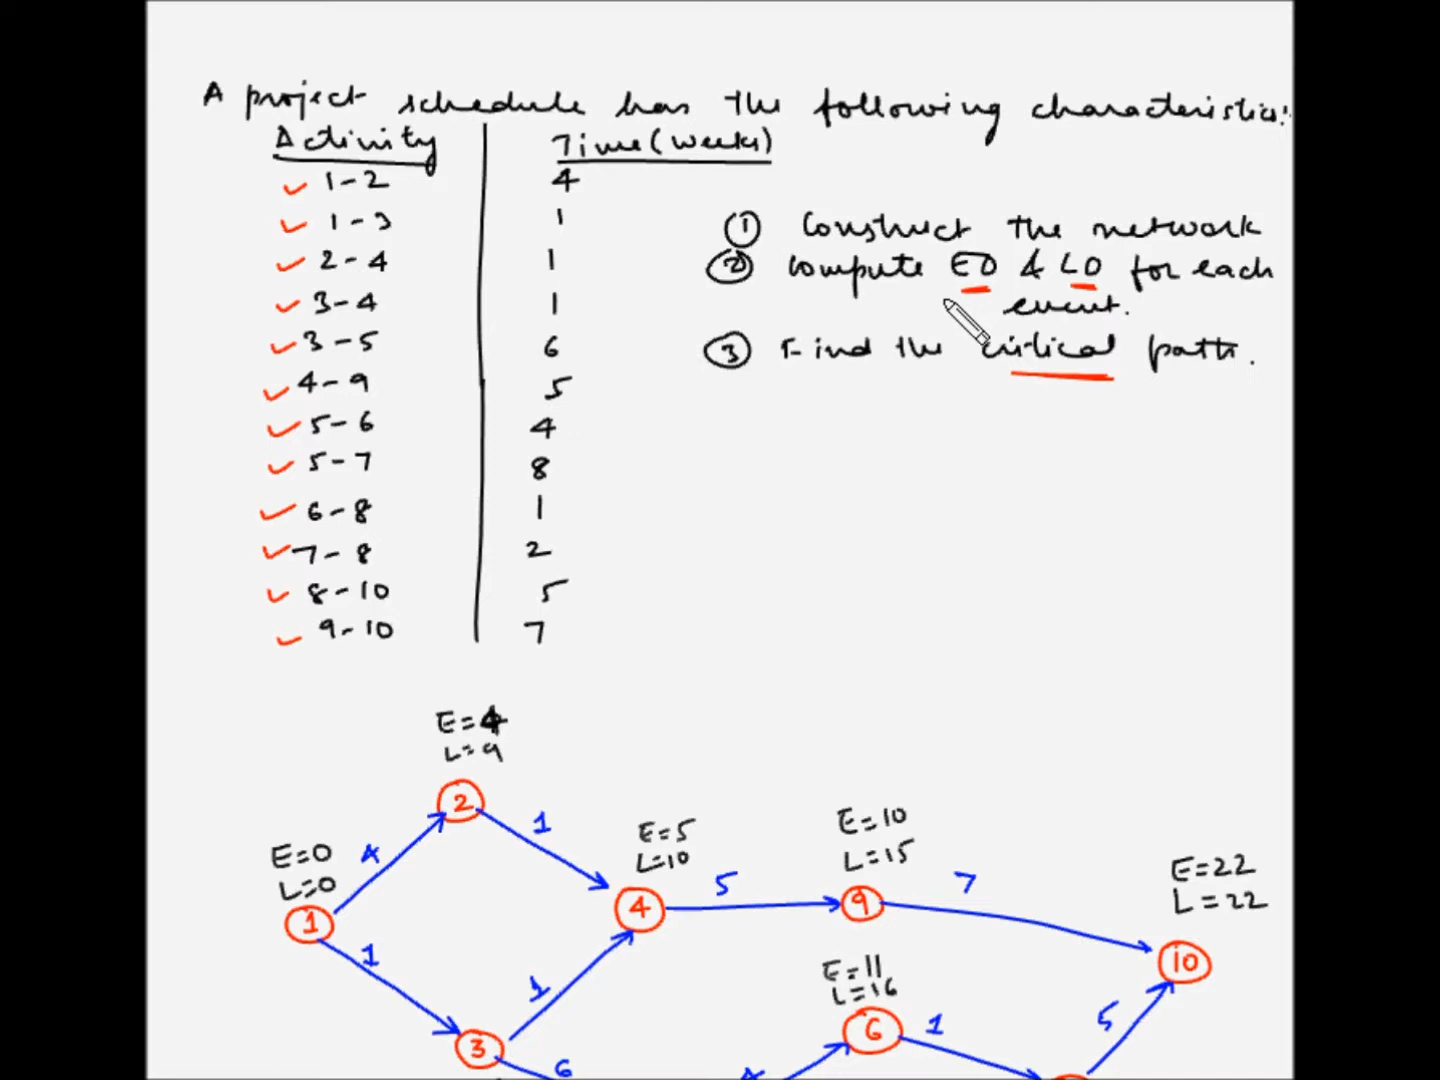 A project schedule has the following characteristics:
Activity Time (weeks)
1-2 4
1-3 1
2-4 1
3-4 1
3-5 6
4-9 5
5-6 4
5-7 8
6-8 1
7-8 2
8-10 5
9-10 7
① Construct the network
② Compute EO & LO for each
event.
③ Find the critical path.
E=4
L=9
2
1
E=0
L=0
4
1
1
E=5
L=10
4
5
E=10
L=15
9
7
E=22
L=22
10
1
3
6
E=11
L=16
6
1
5
4